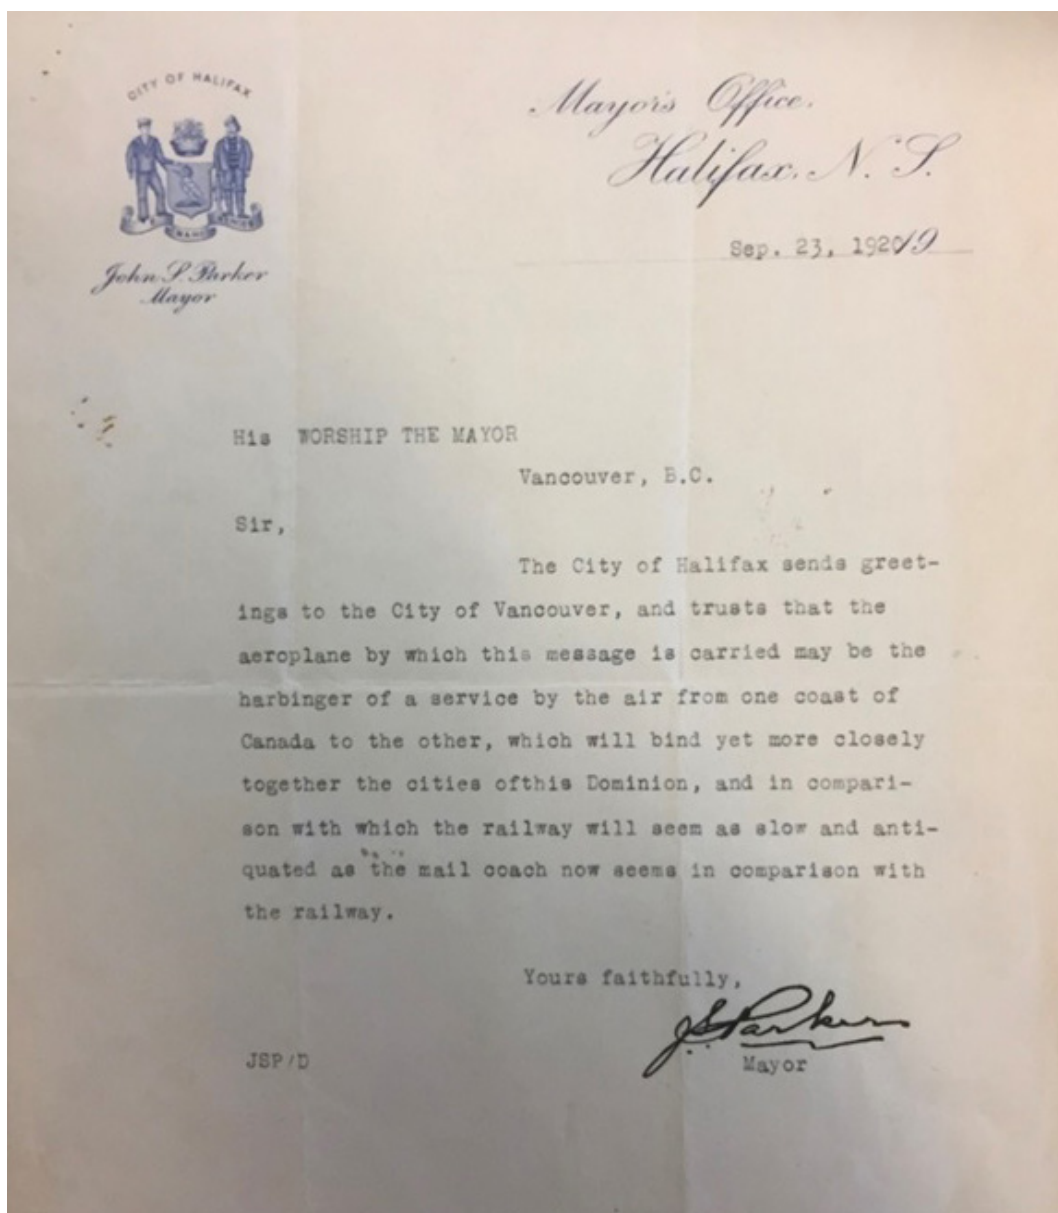 CITY OF HALIFAX
Mayor's Office.
Halifax, N. S.
Sep. 23, 192019
John S. Parker
Mayor
His WORSHIP THE MAYOR
Vancouver, B.C.
Sir,
The City of Halifax sends greet-
ings to the City of Vancouver, and trusts that the
aeroplane by which this message is carried may be the
harbinger of a service by the air from one coast of
Canada to the other, which will bind yet more closely
together the cities ofthis Dominion, and in compari-
son with which the railway will seem as slow and anti-
quated as the mail coach now seems in comparison with
the railway.
Yours faithfully,
J.S. Parker
Mayor
JSP/D